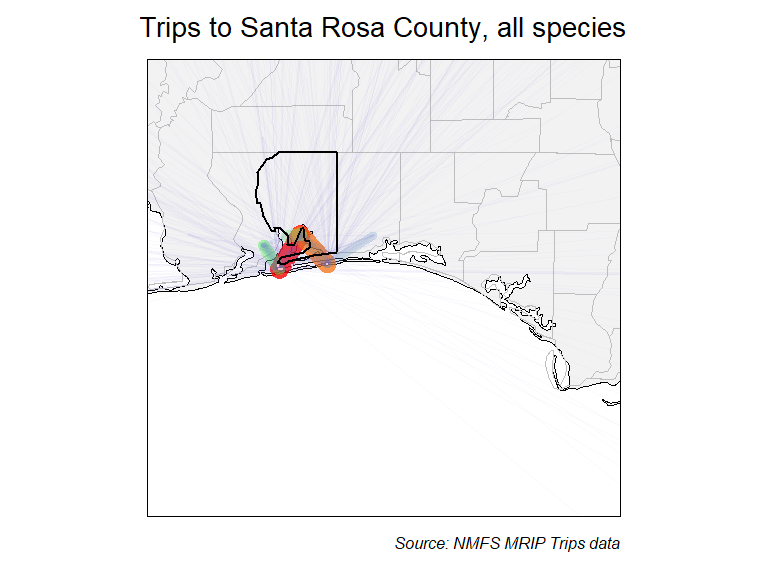 Trips to Santa Rosa County, all species
Source: NMFS MRIP Trips data